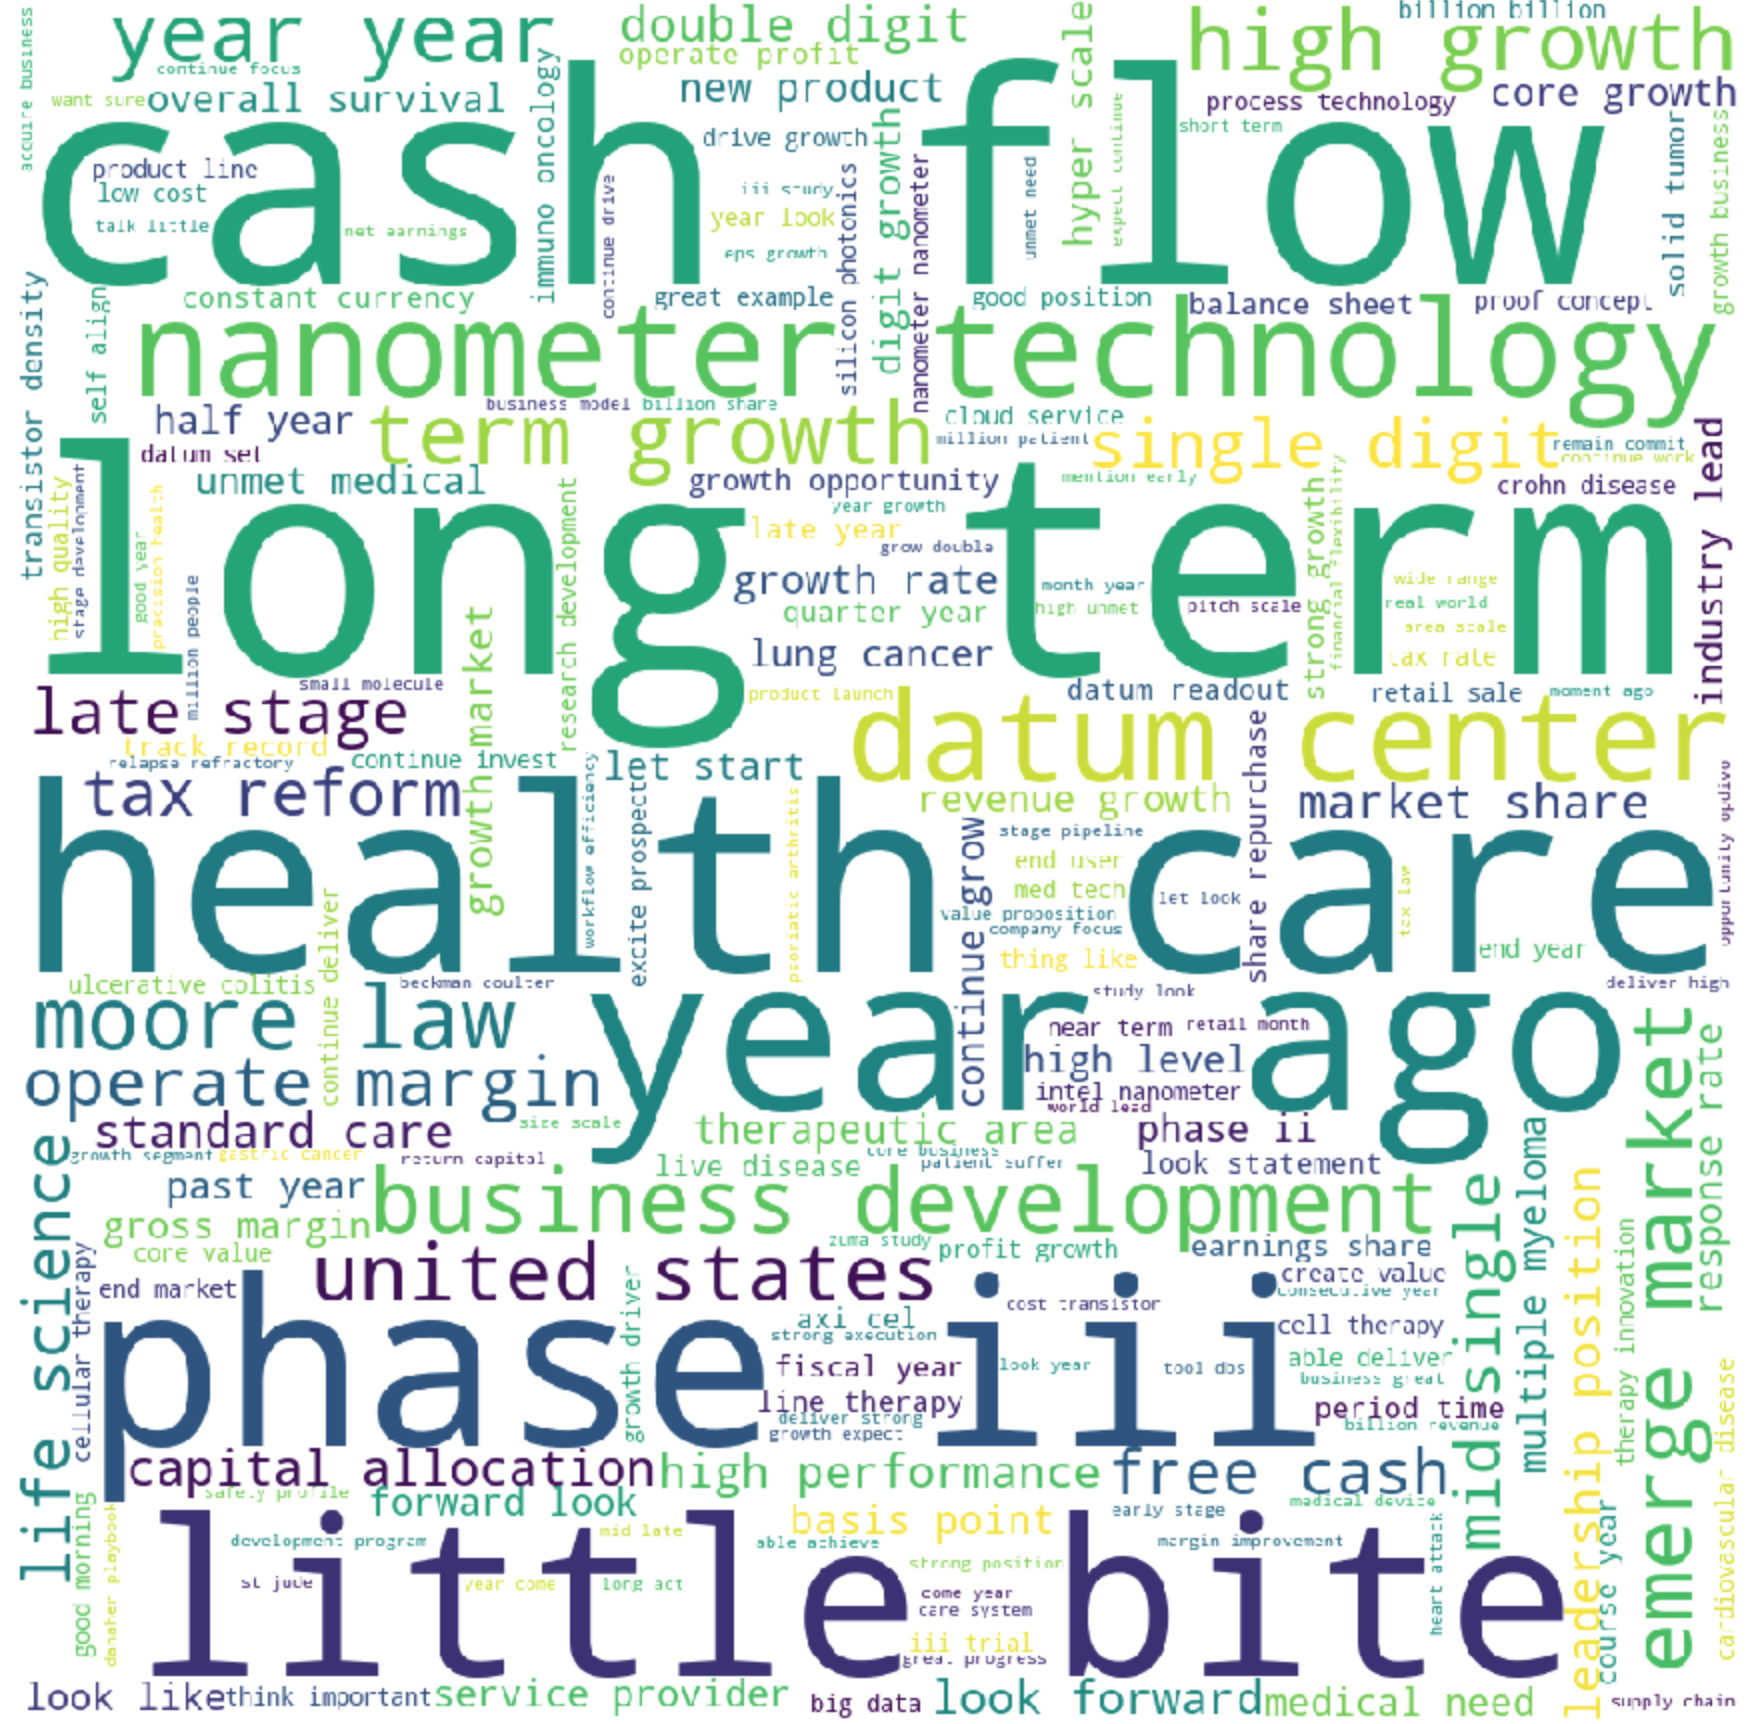 acquire business
year year
continue focus
want sure
overall survival
double digit
operate profit
new product
hyper scale
high growth
billion billion
process technology
core growth
short term
cash flow
product line
low cost
talk little
net earnings
immuno oncology
continue drive
drive growth
iii study
year look
eps growth
silicon photonics
digit growth
nanometer nanometer
unmet need
expect continue
solid tumor
growth business
transistor density
self align
constant currency
great example
good position
balance sheet
proof concept
nanometer technology
half year
datum set
business model
billion share
term growth
cloud service
million patient
single digit
remain commit
continue work
industry lead
unmet medical
growth opportunity
mention early
crohn disease
high quality
stage development
good year
precision health
million people
long term
research development
year growth
late year
grow double
growth rate
quarter year
month year
high unmet
pitch scale
strong growth
financial flexibility
wide range
real world
area scale
tax rate
lung cancer
small molecule
late stage
growth market
product launch
datum readout
retail sale
moment ago
track record
relapse refractory
continue invest
let start
datum center
tax reform
revenue growth
share repurchase
market share
opportunity opdivo
health care
workflow efficiency
excite prospect
psoriatic arthritis
continue grow
stage pipeline
end user
med tech
value proposition
company focus
thing like
let look
tax law
end year
deliver high
ulcerative colitis
continue deliver
beckman coulter
study look
moore law
year ago
near term
retail month
high level
intel nanometer
world lead
operate margin
emerge market
response rate
standard care
size scale
therapeutic area
phase ii
growth segment
gastric cancer
return capital
core business
patient suffer
live disease
look statement
life science
past year
business development
mid single
multiple myeloma
leadership position
gross margin
core value
zuma study
profit growth
earnings share
therapy innovation
cellular therapy
end market
united states
create value
consecutive year
cost transistor
phase iii
growth driver
axi cel
strong execution
cell therapy
fiscal year
look year
tool dbs
able deliver
business great
line therapy
deliver strong
growth expect
period time
billion revenue
cardiovascular disease
capital allocation
high performance
free cash
safety profile
forward look
basis point
early stage
medical device
good morning
danaher playbook
development program
mid late
able achieve
margin improvement
heart attack
course year
little bite
st jude
year come
long act
strong position
come year
care system
iii trial
great progress
look like
think important
service provider
big data
look forward
medical need
supply chain